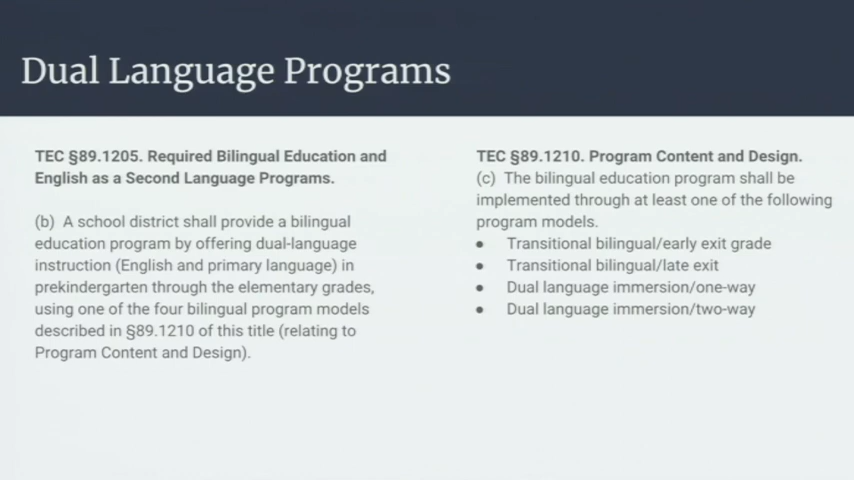 Dual Language Programs
TEC §89.1205. Required Bilingual Education and
English as a Second Language Programs.
(b) A school district shall provide a bilingual
education program by offering dual-language
instruction (English and primary language) in
prekindergarten through the elementary grades,
using one of the four bilingual program models
described in §89.1210 of this title (relating to
Program Content and Design).
TEC §89.1210. Program Content and Design.
(c) The bilingual education program shall be
implemented through at least one of the following
program models.
● Transitional bilingual/early exit grade
● Transitional bilingual/late exit
● Dual language immersion/one-way
● Dual language immersion/two-way